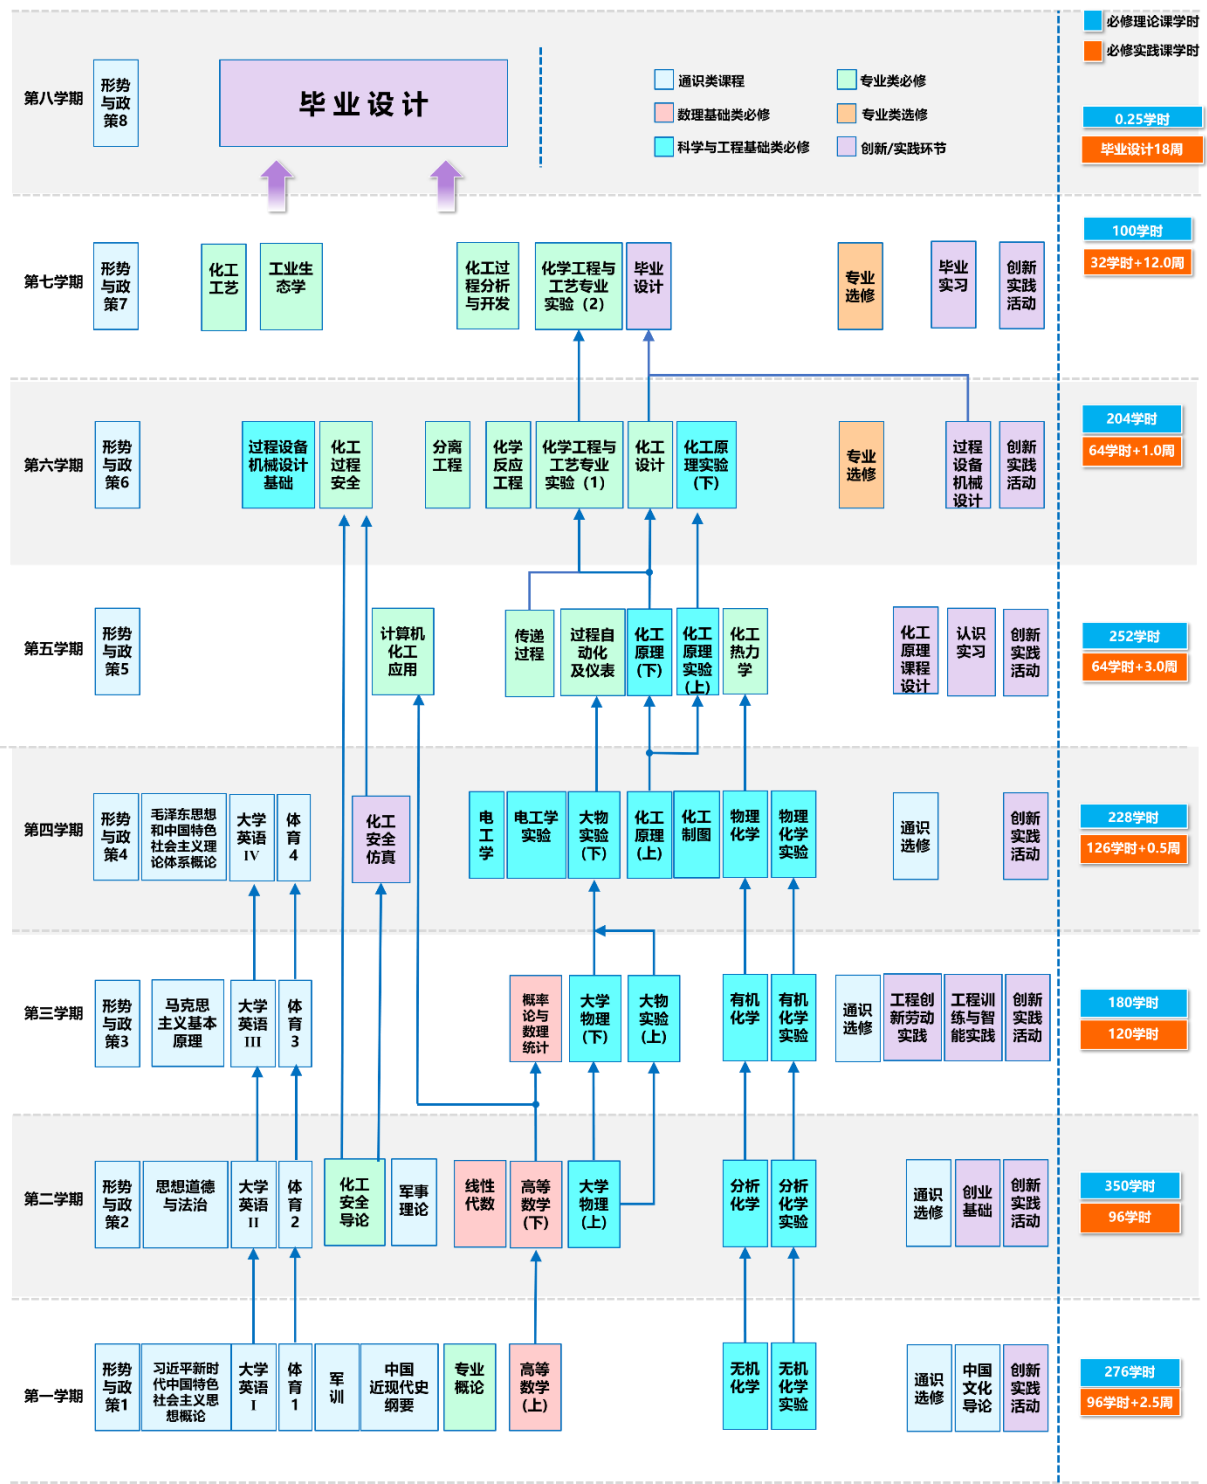 必修理论课学时
必修实践课学时
第八学期
形势
与政
策8
毕业设计
通识类课程
数理基础类必修
科学与工程基础类必修
专业类必修
专业类选修
创新/实践环节
0.25学时
毕业设计18周
第七学期
形势
与政
策7
化工
工艺
工业生
态学
化工过
程分析
与开发
化学工程与
工艺专业
实验（2）
毕业
设计
专业
选修
毕业
实习
创新
实践
活动
100学时
32学时+12.0周
第六学期
形势
与政
策6
过程设备
机械设计
基础
化工
过程
安全
分离
工程
化学
反应
工程
化学工程与
工艺专业
实验（1）
化工
设计
化工原
理实验
(下)
专业
选修
过程
设备
机械
设计
创新
实践
活动
204学时
64学时+1.0周
第五学期
形势
与政
策5
计算机
化工
应用
传递
过程
过程自
动化
及仪表
化工
原理
(下)
化工
原理
实验
(上)
化工
热力
学
化工
原理
课程
设计
认识
实习
创新
实践
活动
252学时
64学时+3.0周
第四学期
形势
与政
策4
毛泽东思想
和中国特色
社会主义理
论体系概论
大学
英语
IV
体
育
4
化工
安全
仿真
电
工
学
电工学
实验
大物
实验
(下)
化工
原理
(上)
化工
制图
物理
化学
物理
化学
实验
通识
选修
创新
实践
活动
228学时
126学时+0.5周
第三学期
形势
与政
策3
马克思
主义基本
原理
大学
英语
III
体
育
3
概率
论与
数理
统计
大学
物理
(下)
大物
实验
(上)
有机
化学
有机
化学
实验
通识
选修
工程创
新劳动
实践
工程训
练与智
能实践
创新
实践
活动
180学时
120学时
第二学期
形势
与政
策2
思想道德
与法治
大学
英语
II
体
育
2
化工
安全
导论
军事
理论
线性
代数
高等
数学
(下)
大学
物理
(上)
分析
化学
分析
化学
实验
通识
选修
创业
基础
创新
实践
活动
350学时
96学时
第一学期
形势
与政
策1
习近平新时
代中国特色
社会主义思
想概论
大学
英语
I
体
育
1
军
训
中国
近现代史
纲要
专业
概论
高等
数学
(上)
无机
化学
无机
化学
实验
通识
选修
中国
文化
导论
创新
实践
活动
276学时
96学时+2.5周